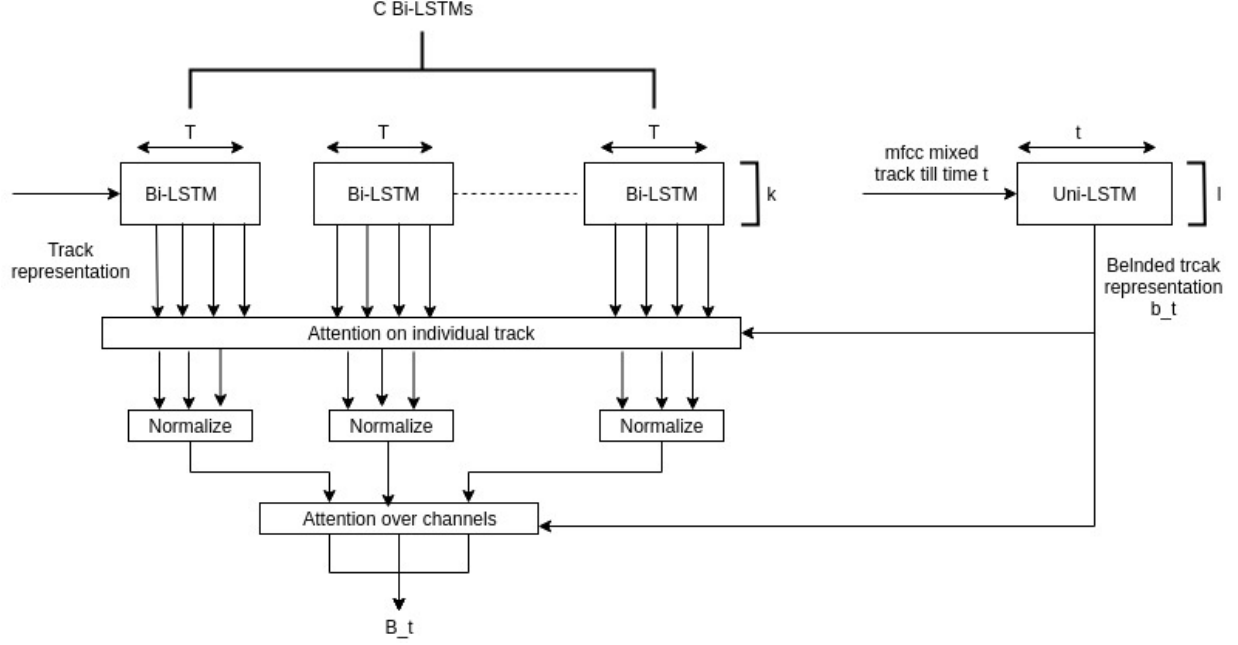 C Bi-LSTMs
T
T
T
t
Bi-LSTM
Bi-LSTM
Bi-LSTM
k
mfcc mixed
track till time t
Uni-LSTM
l
Track
representation
Belnded trcak
representation
b_t
Attention on individual track
Normalize
Normalize
Normalize
Attention over channels
B_t